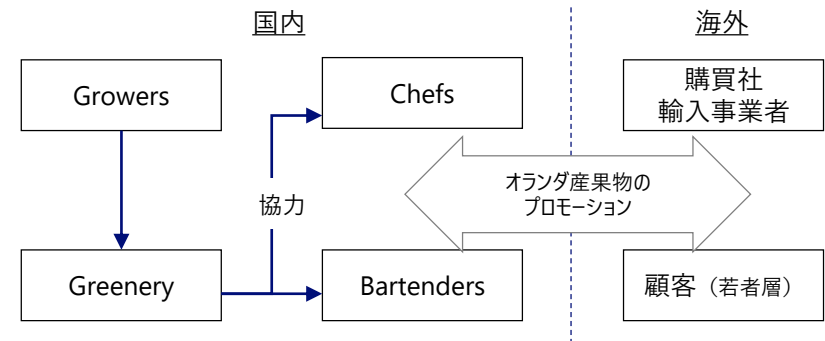 国内
海外
Growers
Chefs
購買社
輸入事業者
オランダ産果物の
プロモーション
協力
Greenery
Bartenders
顧客（若者層）